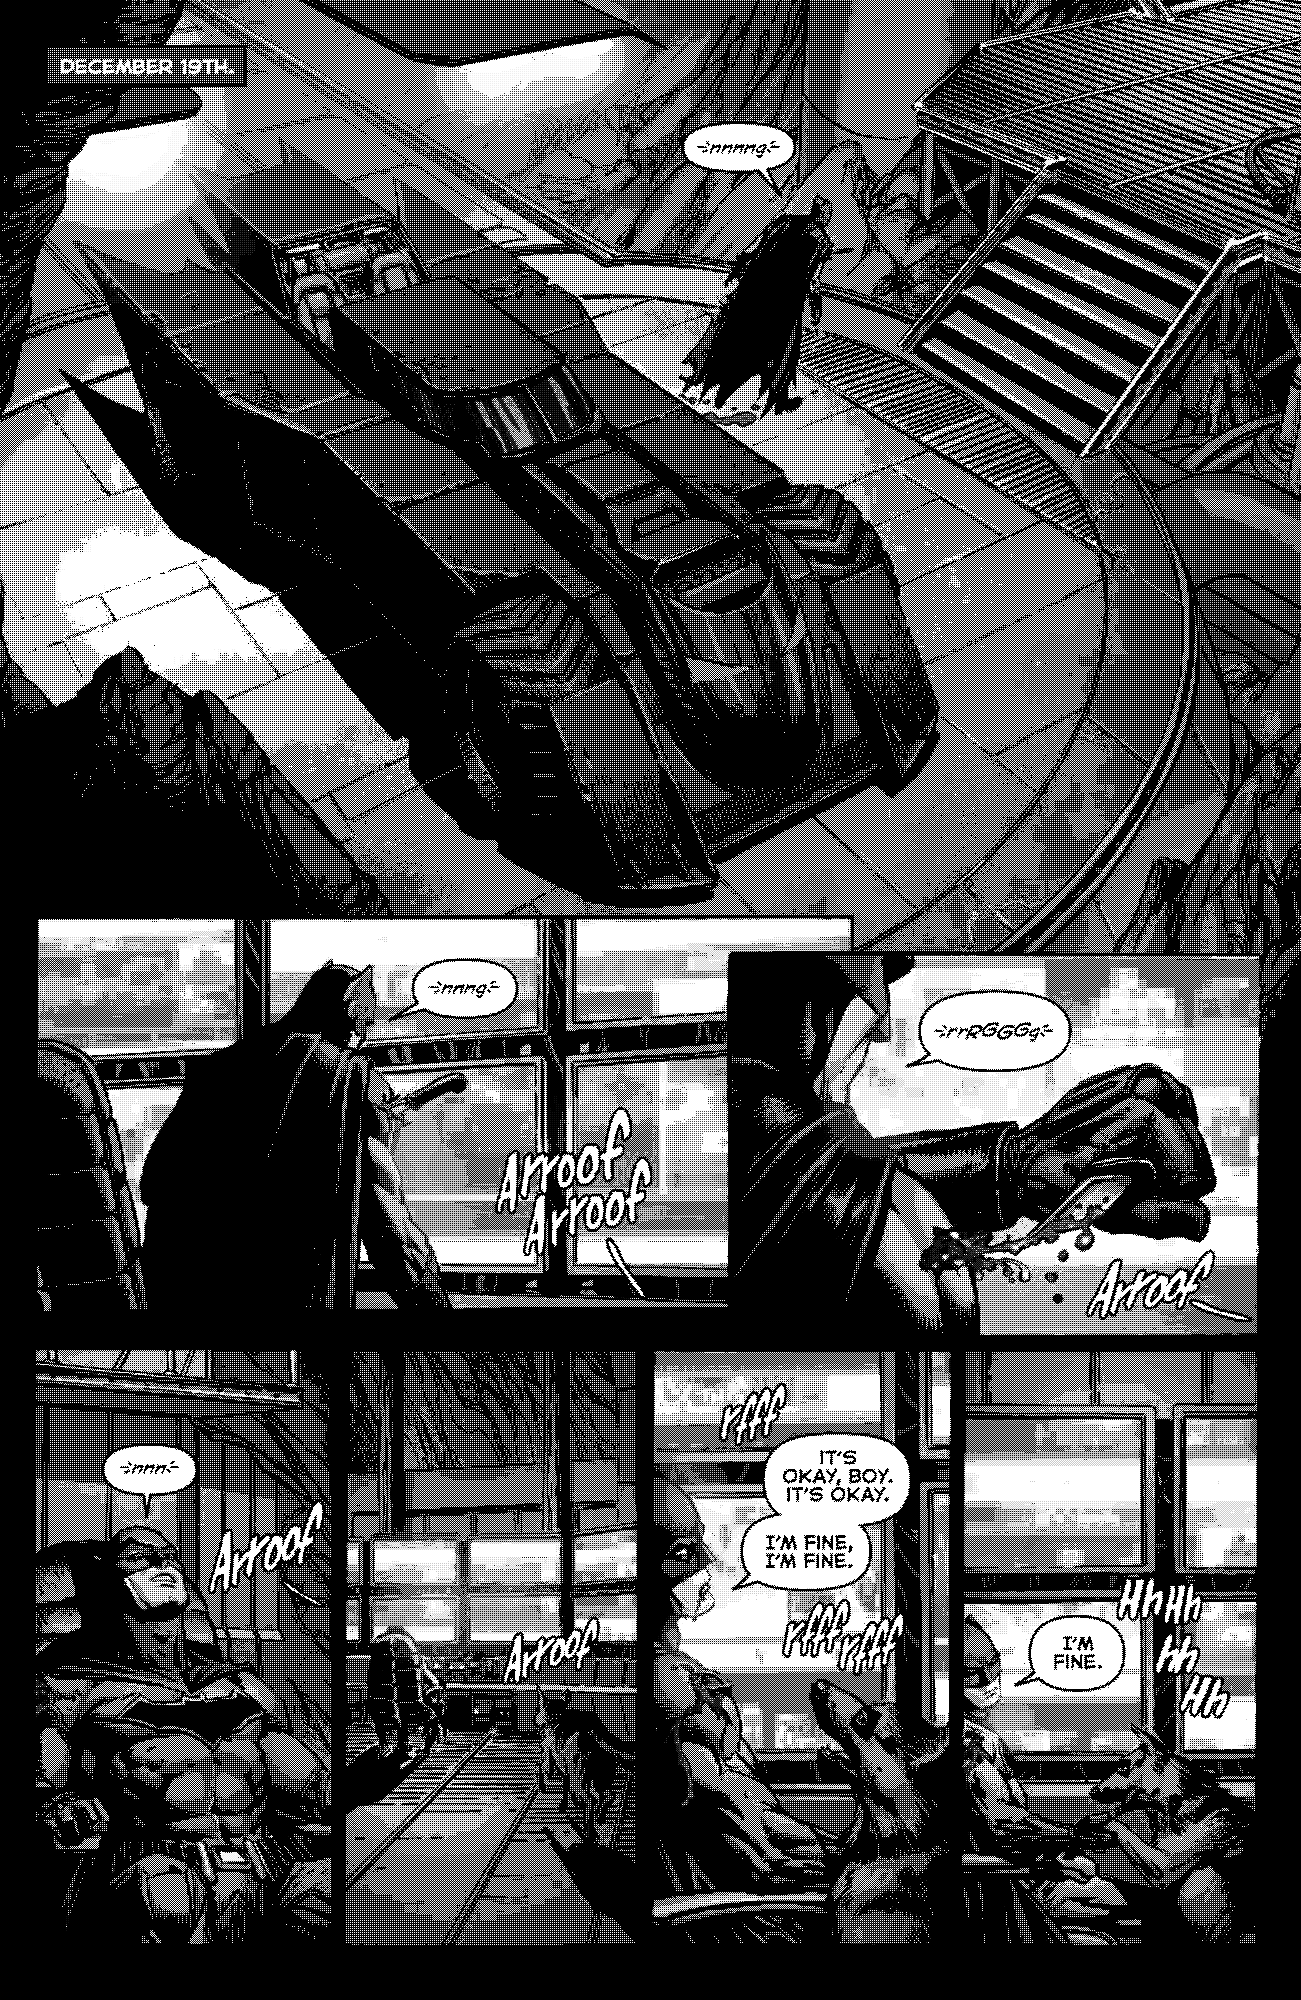 DECEMBER 19TH.
nnnng
nnng
Arroof
Arroof
rrRGGGg
Arroof
nnn
Arroof
Arroof
rfff
IT'S
OKAY, BOY.
IT'S OKAY.
I'M FINE,
I'M FINE.
rfff
rfff
HhHh
hh
Hh
I'M
FINE.